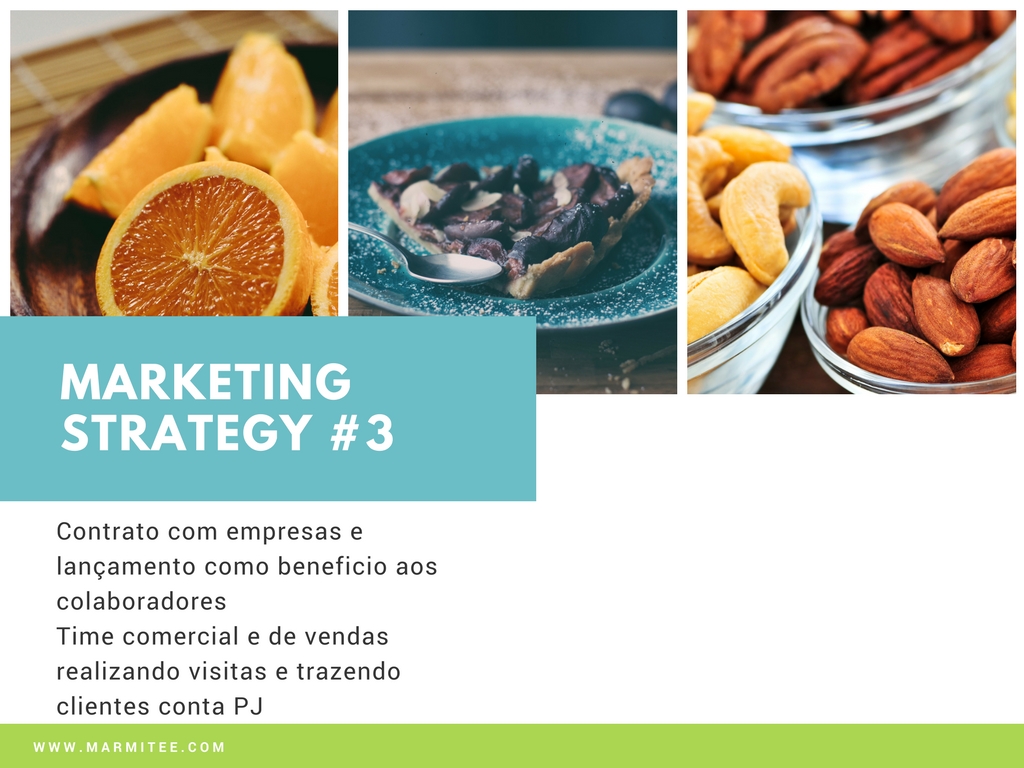 MARKETING
STRATEGY #3
Contrato com empresas e
lançamento como beneficio aos
colaboradores
Time comercial e de vendas
realizando visitas e trazendo
clientes conta PJ
WWW.MARMITEE.COM